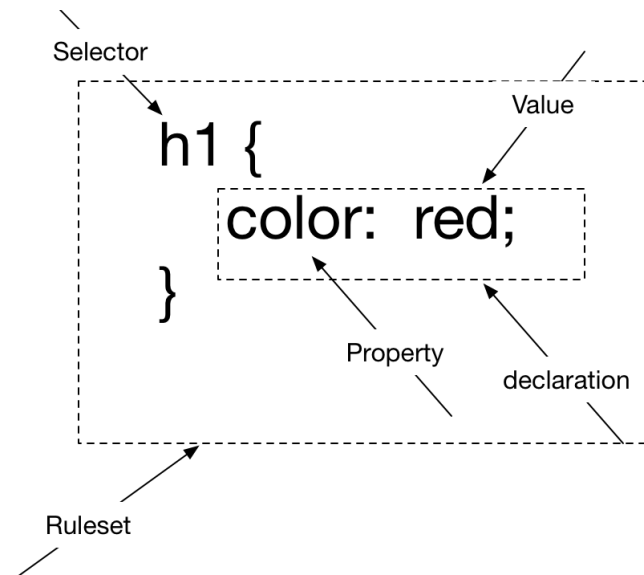 Selector
Value
h1 {
color: red;
}
Property
declaration
Ruleset